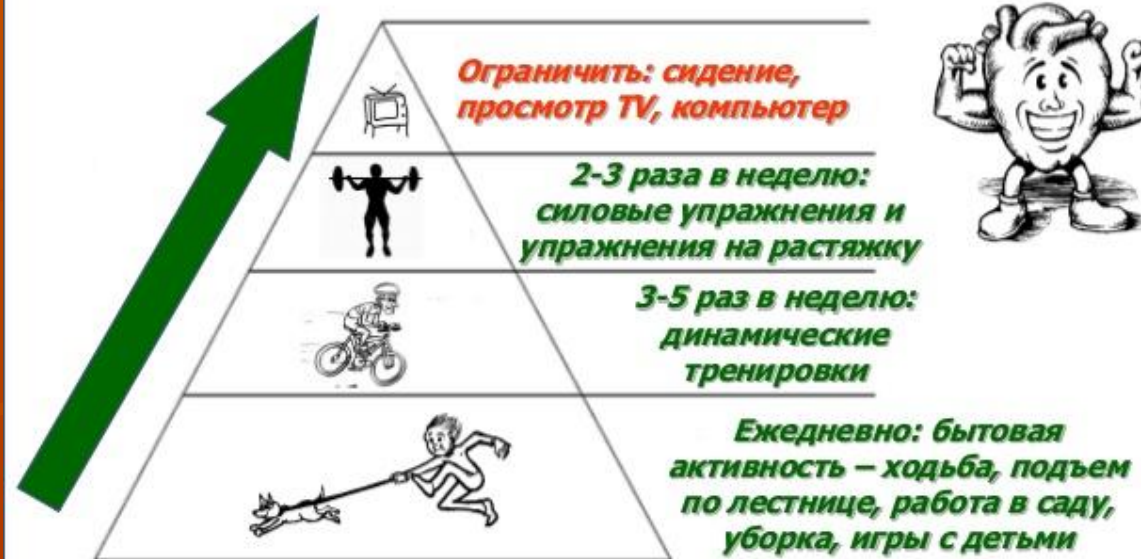 Ограничить: сидение,
просмотр TV, компьютер
2-3 раза в неделю:
силовые упражнения и
упражнения на растяжку
3-5 раз в неделю:
динамические
тренировки
Ежедневно: бытовая
активность – ходьба, подъем
по лестнице, работа в саду,
уборка, игры с детьми